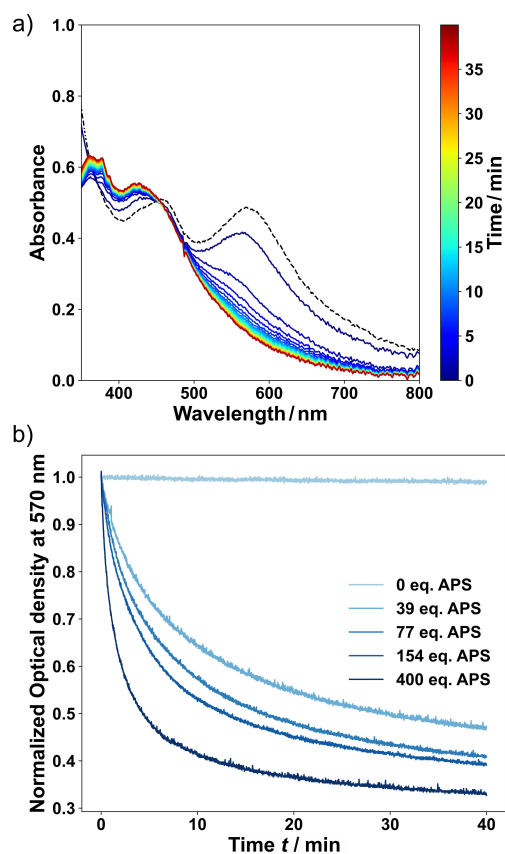 a)
1.0
0.8
0.6
0.4
0.2
0.0
Absorbance
400 500 600 700 800
Wavelength / nm
35
30
25
20
15
10
5
0
Time / min
b)
1.0
0.9
0.8
0.7
0.6
0.5
0.4
0.3
Normalized Optical density at 570 nm
0 eq. APS
39 eq. APS
77 eq. APS
154 eq. APS
400 eq. APS
0 10 20 30 40
Time t / min